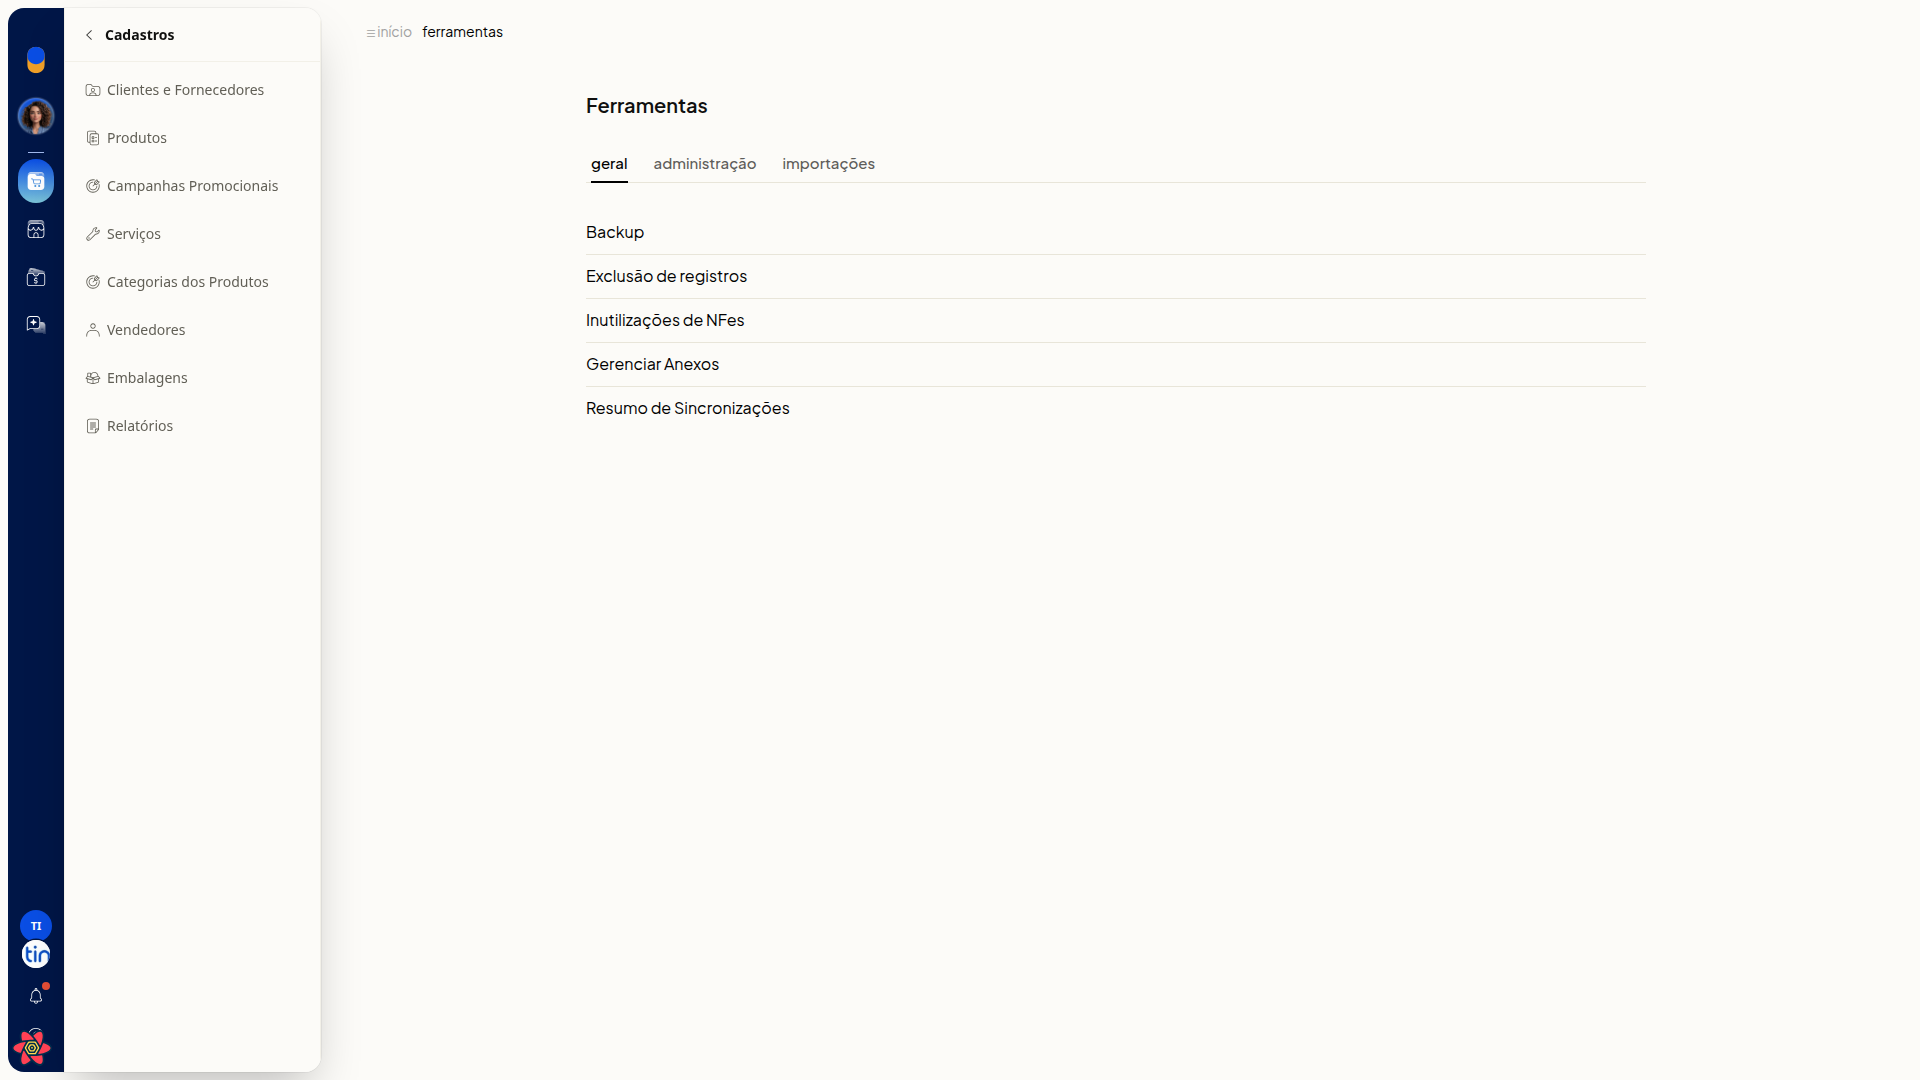 Cadastros
Clientes e Fornecedores
Produtos
Campanhas Promocionais
Serviços
Categorias dos Produtos
Vendedores
Embalagens
Relatórios
TI
tin
início ferramentas
Ferramentas
geral administração importações
Backup
Exclusão de registros
Inutilizações de NFes
Gerenciar Anexos
Resumo de Sincronizações